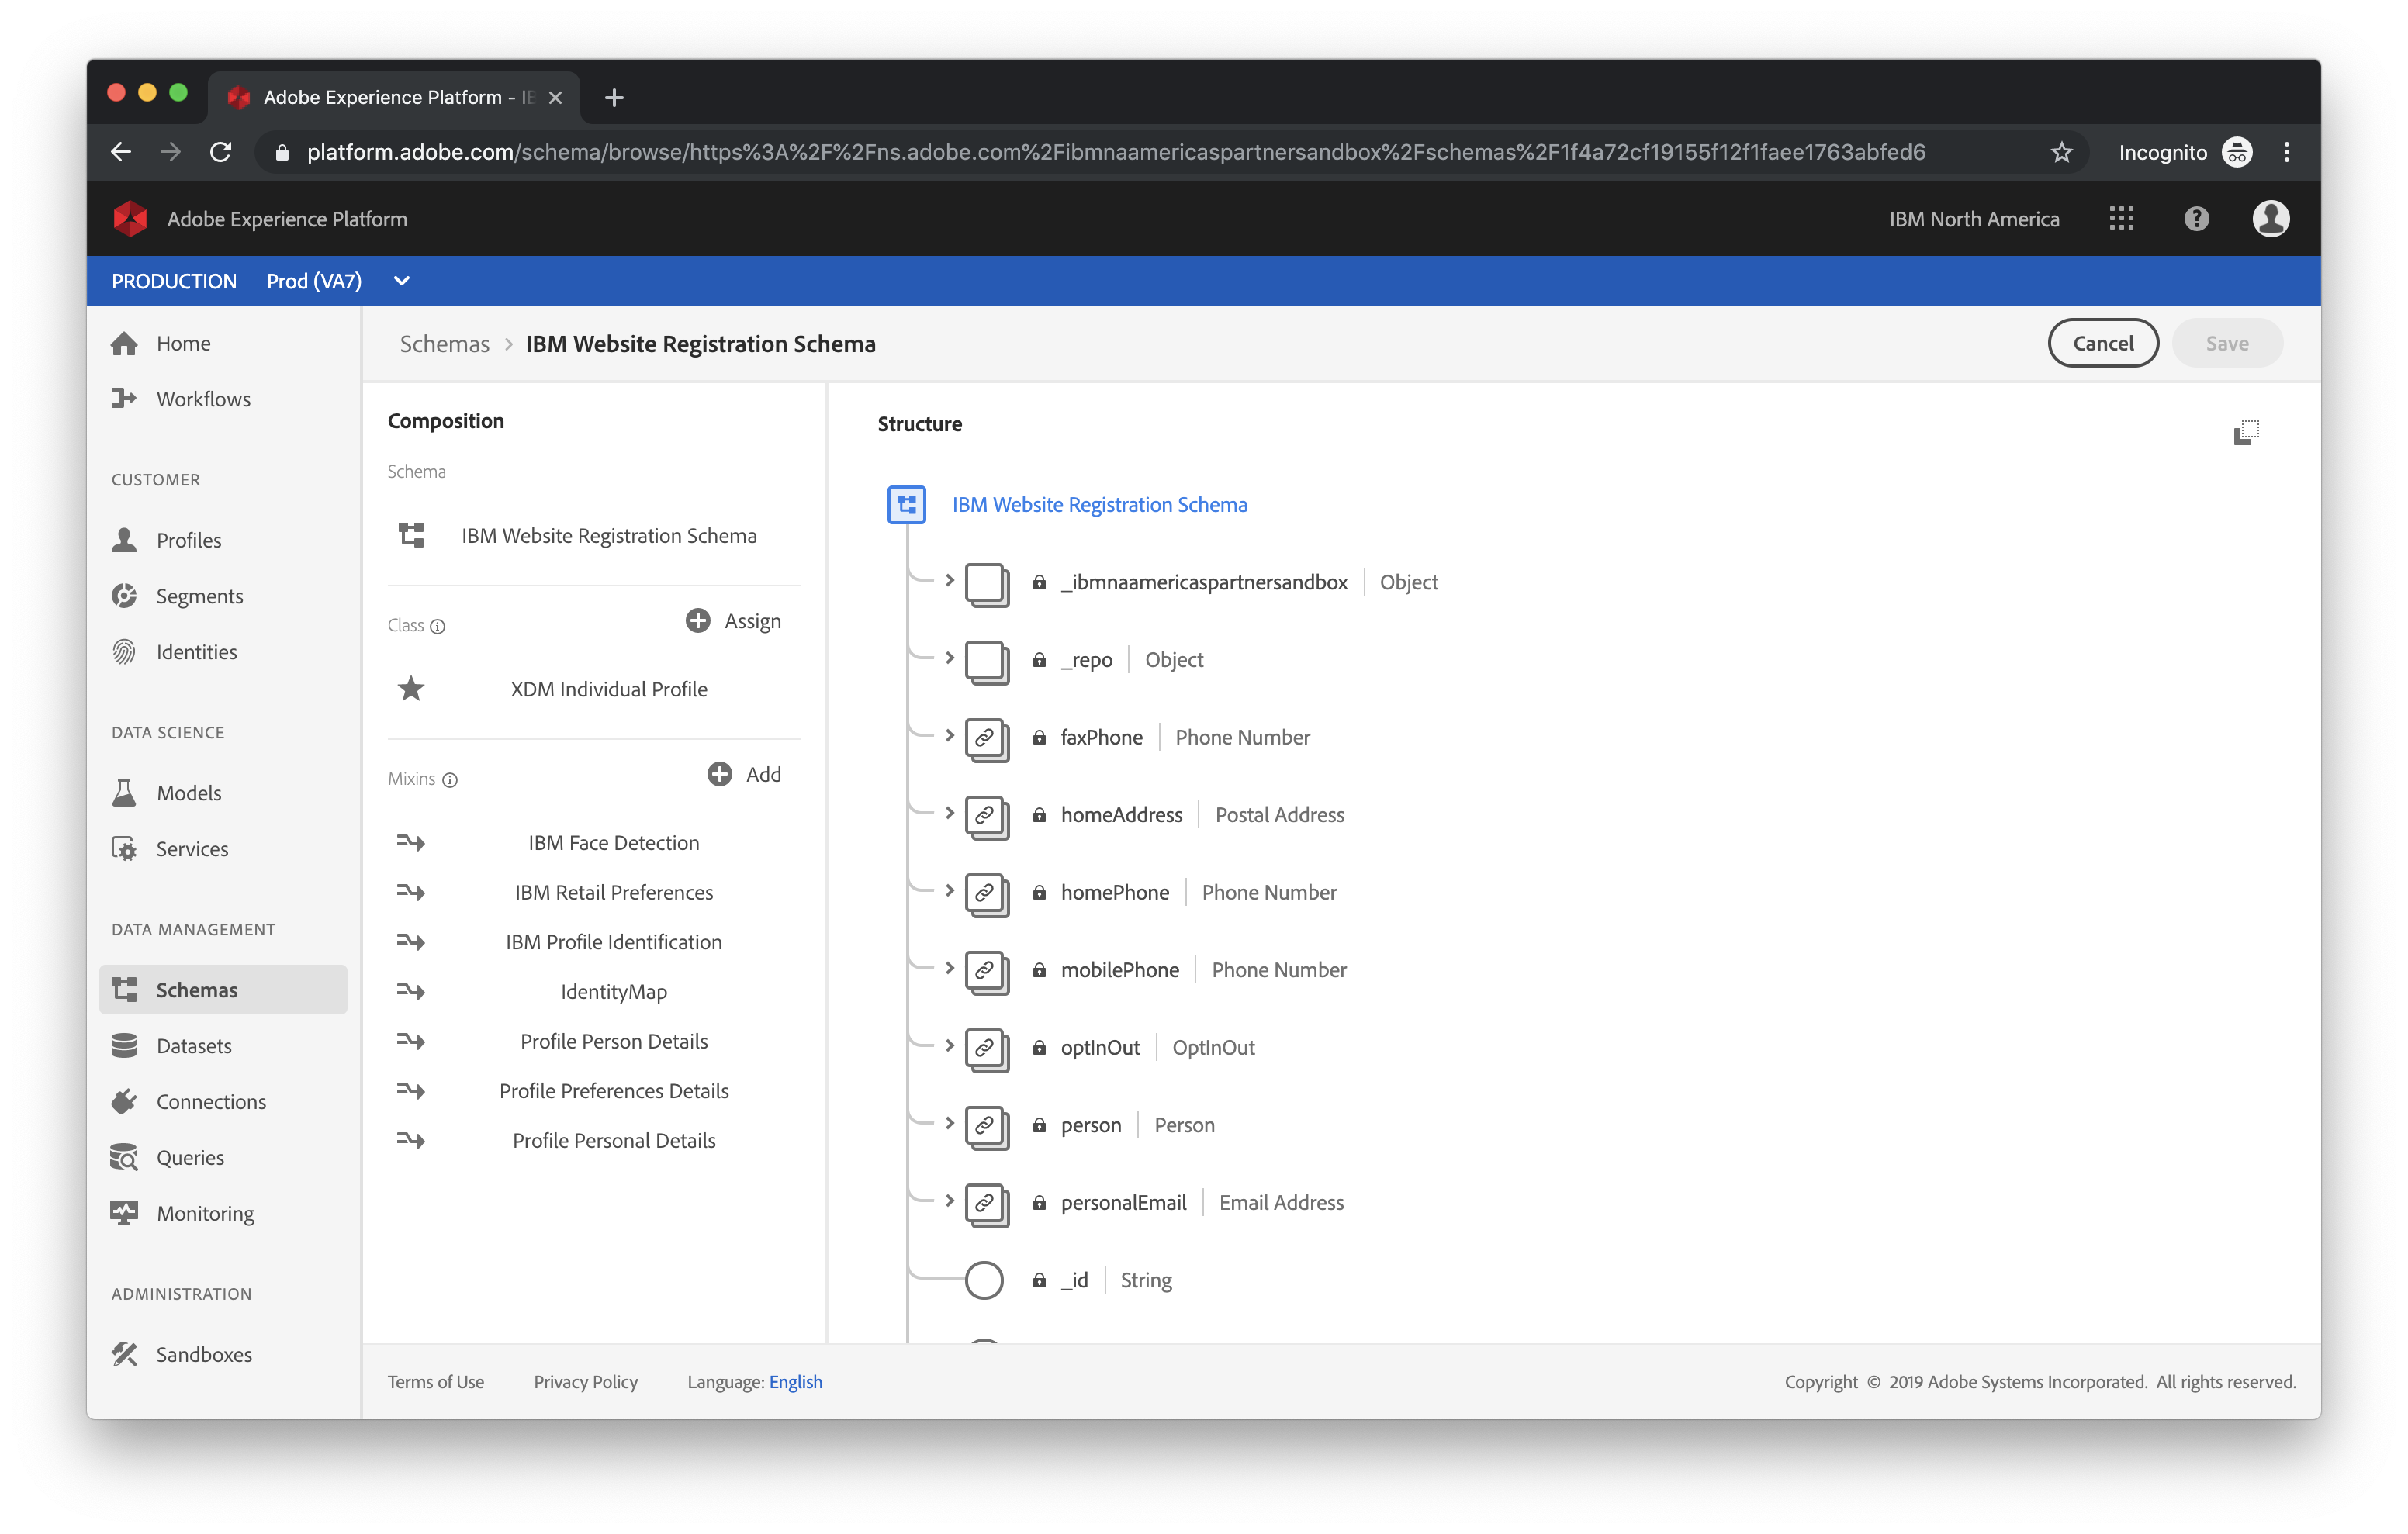 Adobe Experience Platform - IB
platform.adobe.com/schema/browse/https%3A%2F%2Fns.adobe.com%2Fibmnaamericaspartnersandbox%2Fschemas%2F1f4a72cf19155f12f1faee1763abfed6
Incognito
Adobe Experience Platform
IBM North America
PRODUCTION Prod (VA7)
Home
Workflows
CUSTOMER
Profiles
Segments
Identities
DATA SCIENCE
Models
Services
DATA MANAGEMENT
Schemas
Datasets
Connections
Queries
Monitoring
ADMINISTRATION
Sandboxes
Schemas > IBM Website Registration Schema
Cancel
Save
Composition
Schema
IBM Website Registration Schema
Class
Assign
XDM Individual Profile
Mixins
Add
IBM Face Detection
IBM Retail Preferences
IBM Profile Identification
IdentityMap
Profile Person Details
Profile Preferences Details
Profile Personal Details
Structure
IBM Website Registration Schema
_ibmnaamericaspartnersandbox | Object
_repo | Object
faxPhone | Phone Number
homeAddress | Postal Address
homePhone | Phone Number
mobilePhone | Phone Number
optInOut | OptInOut
person | Person
personalEmail | Email Address
_id | String
Terms of Use Privacy Policy Language: English
Copyright © 2019 Adobe Systems Incorporated. All rights reserved.